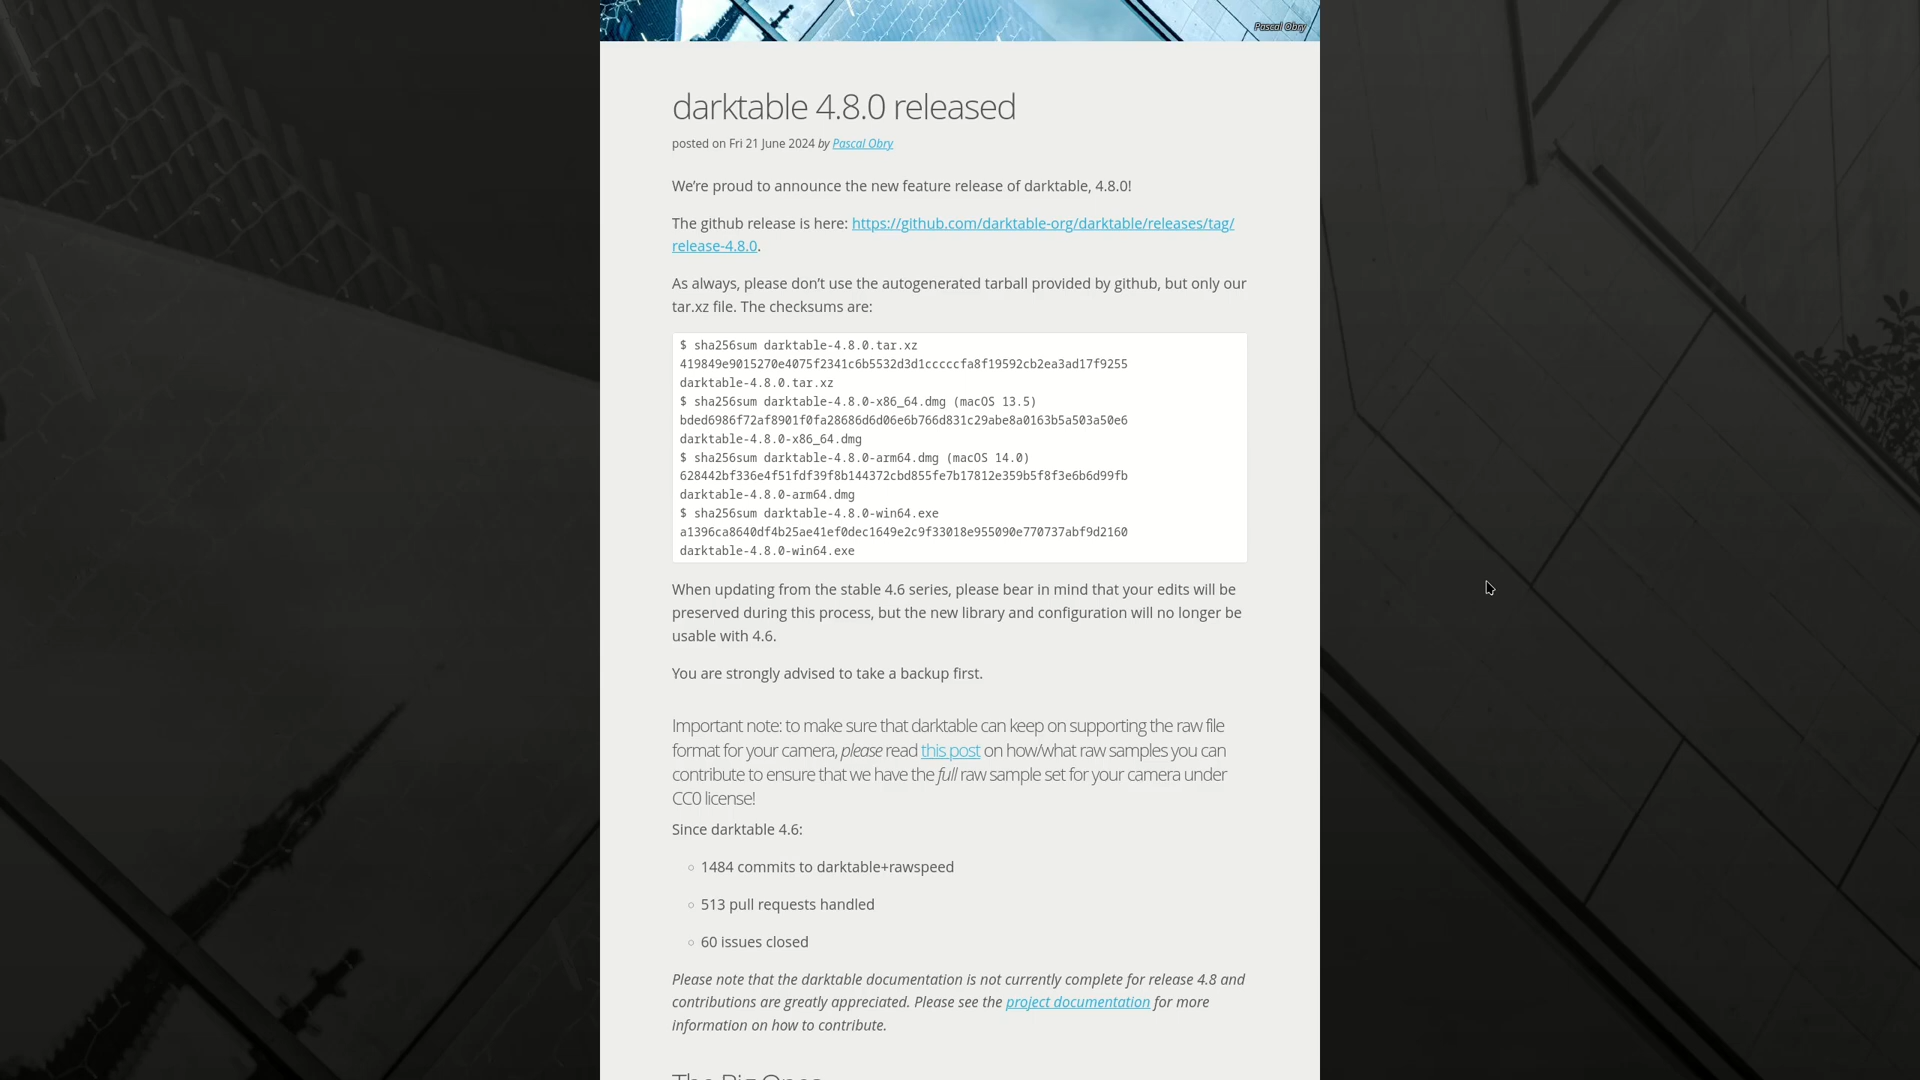 Pascal Obry
darktable 4.8.0 released
posted on Fri 21 June 2024 by Pascal Obry
We're proud to announce the new feature release of darktable, 4.8.0!
The github release is here: https://github.com/darktable-org/darktable/releases/tag/
release-4.8.0.
As always, please don't use the autogenerated tarball provided by github, but only our
tar.xz file. The checksums are:
$ sha256sum darktable-4.8.0.tar.xz
419849e9015270e4075f2341c6b5532d3d1cccccfa8f19592cb2ea3ad17f9255
darktable-4.8.0.tar.xz
$ sha256sum darktable-4.8.0-x86_64.dmg (macOS 13.5)
bded6986f72af8901f0fa28686d6d06e6b766d831c29abe8a0163b5a503a50e6
darktable-4.8.0-x86_64.dmg
$ sha256sum darktable-4.8.0-arm64.dmg (macOS 14.0)
628442bf336e4f51fdf39f8b144372cbd855fe7b17812e359b5f8f3e6b6d99fb
darktable-4.8.0-arm64.dmg
$ sha256sum darktable-4.8.0-win64.exe
a1396ca8640df4b25ae41ef0dec1649e2c9f33018e955090e770737abf9d2160
darktable-4.8.0-win64.exe
When updating from the stable 4.6 series, please bear in mind that your edits will be
preserved during this process, but the new library and configuration will no longer be
usable with 4.6.
You are strongly advised to take a backup first.
Important note: to make sure that darktable can keep on supporting the raw file
format for your camera, please read this post on how/what raw samples you can
contribute to ensure that we have the full raw sample set for your camera under
CC0 license!
Since darktable 4.6:
◦ 1484 commits to darktable+rawspeed
◦ 513 pull requests handled
◦ 60 issues closed
Please note that the darktable documentation is not currently complete for release 4.8 and
contributions are greatly appreciated. Please see the project documentation for more
information on how to contribute.
The Big Ones